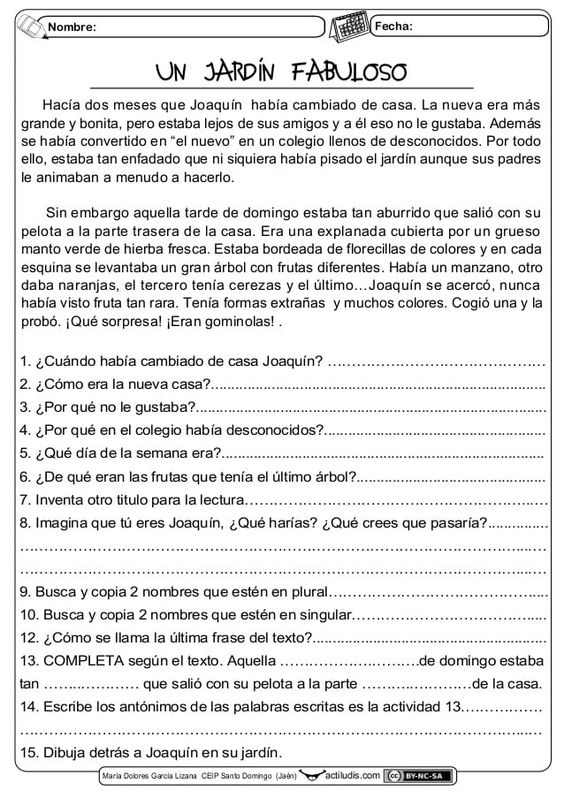 Nombre:
Fecha:
UN JARDÍN FABULOSO
Hacía dos meses que Joaquín había cambiado de casa. La nueva era más
grande y bonita, pero estaba lejos de sus amigos y a él eso no le gustaba. Además
se había convertido en “el nuevo” en un colegio llenos de desconocidos. Por todo
ello, estaba tan enfadado que ni siquiera había pisado el jardín aunque sus padres
le animaban a menudo a hacerlo.
Sin embargo aquella tarde de domingo estaba tan aburrido que salió con su
pelota a la parte trasera de la casa. Era una explanada cubierta por un grueso
manto verde de hierba fresca. Estaba bordeada de florecillas de colores y en cada
esquina se levantaba un gran árbol con frutas diferentes. Había un manzano, otro
daba naranjas, el tercero tenía cerezas y el último…Joaquín se acercó, nunca
había visto fruta tan rara. Tenía formas extrañas y muchos colores. Cogió una y la
probó. ¡Qué sorpresa! ¡Eran gominolas! .
1. ¿Cuándo había cambiado de casa Joaquín? …………………………………………
2. ¿Cómo era la nueva casa?..................................................................................
3. ¿Por qué no le gustaba?.....................................................................................
4. ¿Por qué en el colegio había desconocidos?......................................................
5. ¿Qué día de la semana era?...............................................................................
6. ¿De qué eran las frutas que tenía el último árbol?..............................................
7. Inventa otro titulo para la lectura……………………………………………………
8. Imagina que tú eres Joaquín, ¿Qué harías? ¿Qué crees que pasaría?...............
……………………………………………………………………………………………...…
……………………………………………………………………………………………...…
9. Busca y copia 2 nombres que estén en plural……………………………………....
10. Busca y copia 2 nombres que estén en singular…………………………………....
12. ¿Cómo se llama la última frase del texto?.........................................................
13. COMPLETA según el texto. Aquella ……………………….de domingo estaba
tan …….………… que salió con su pelota a la parte ………………….de la casa.
14. Escribe los antónimos de las palabras escritas es la actividad 13……………
……………………………………………………………………………………………...…
15. Dibuja detrás a Joaquín en su jardín.
María Dolores García Lizana CEIP Santo Domingo (Jaén) actiludis.com cc BY-NC-SA